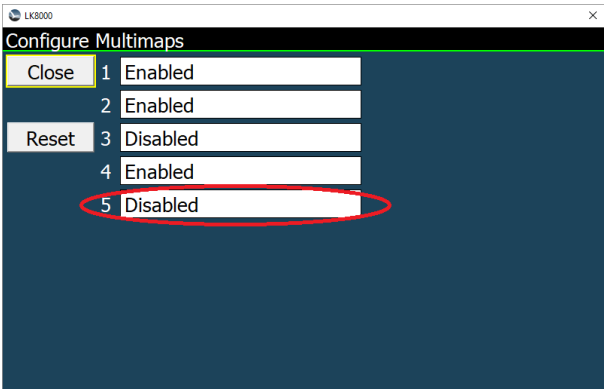 LK8000
Configure Multimaps
Close 1 Enabled
2 Enabled
Reset 3 Disabled
4 Enabled
5 Disabled